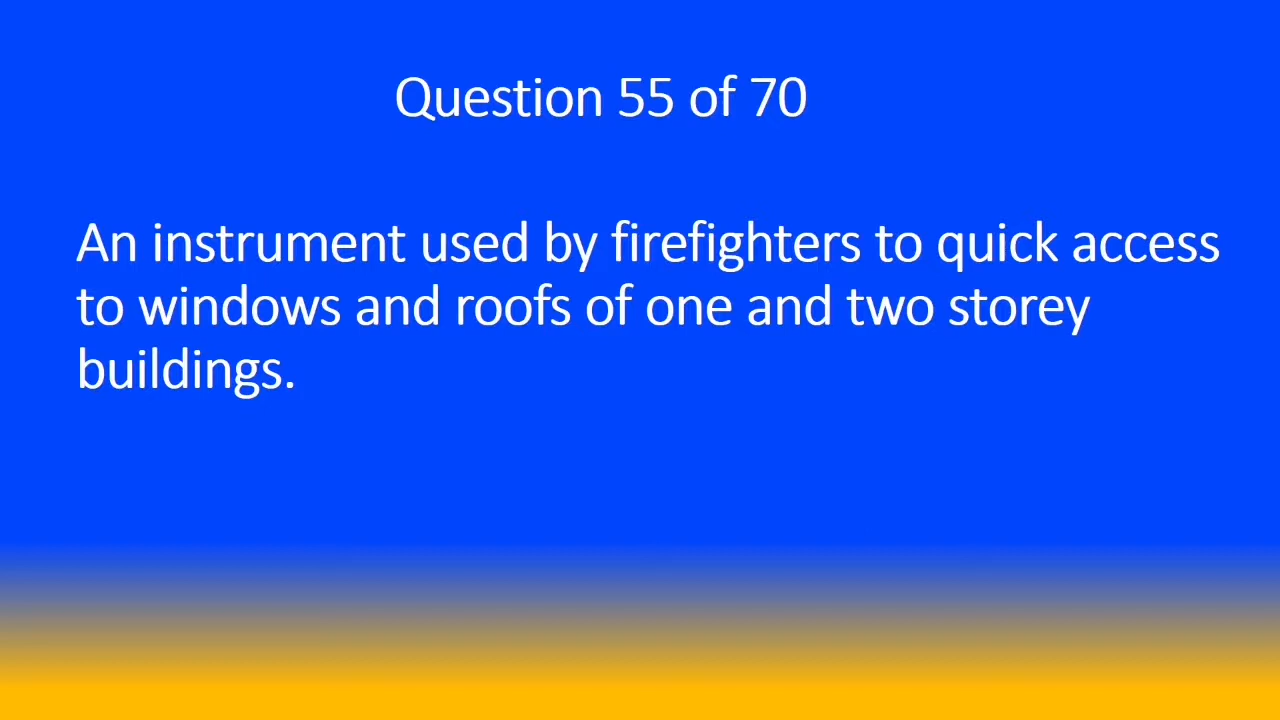 Question 55 of 70
An instrument used by firefighters to quick access
to windows and roofs of one and two storey
buildings.